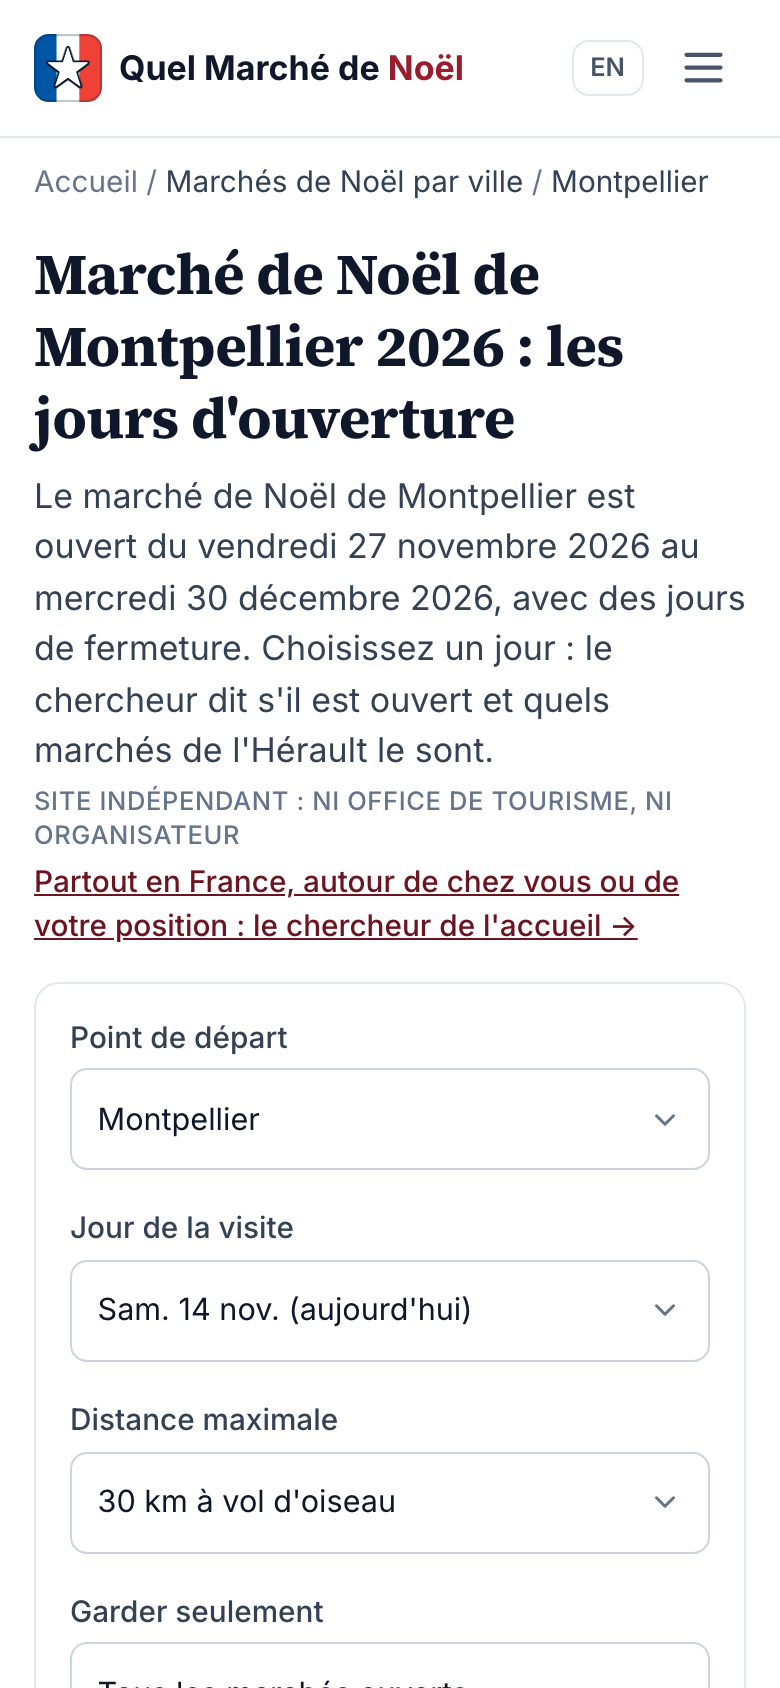 Quel Marché de Noël
EN
Accueil / Marchés de Noël par ville / Montpellier
Marché de Noël de
Montpellier 2026 : les
jours d'ouverture
Le marché de Noël de Montpellier est
ouvert du vendredi 27 novembre 2026 au
mercredi 30 décembre 2026, avec des jours
de fermeture. Choisissez un jour : le
chercheur dit s'il est ouvert et quels
marchés de l'Hérault le sont.
SITE INDÉPENDANT : NI OFFICE DE TOURISME, NI
ORGANISATEUR
Partout en France, autour de chez vous ou de
votre position : le chercheur de l'accueil →
Point de départ
Montpellier
Jour de la visite
Sam. 14 nov. (aujourd'hui)
Distance maximale
30 km à vol d'oiseau
Garder seulement
Tous les marchés ouverts